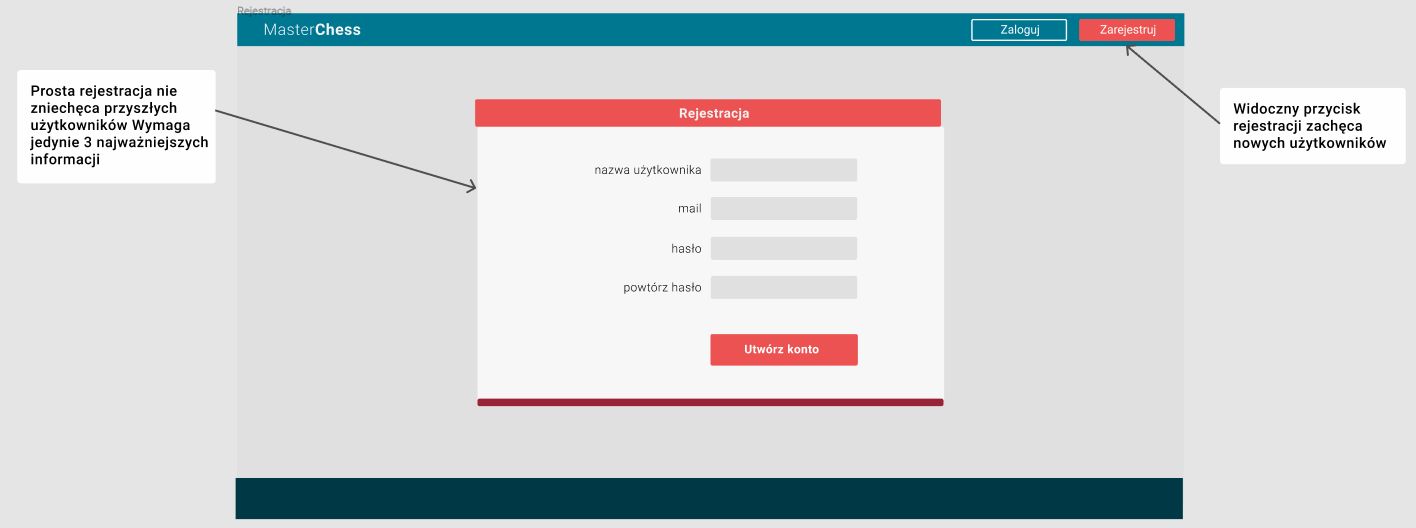 Rejestracja
MasterChess
Zaloguj
Zarejestruj
Prosta rejestracja nie
zniechęca przyszłych
użytkowników Wymaga
jedynie 3 najważniejszych
informacji
Widoczny przycisk
rejestracji zachęca
nowych użytkowników
Rejestracja
nazwa użytkownika
mail
hasło
powtórz hasło
Utwórz konto